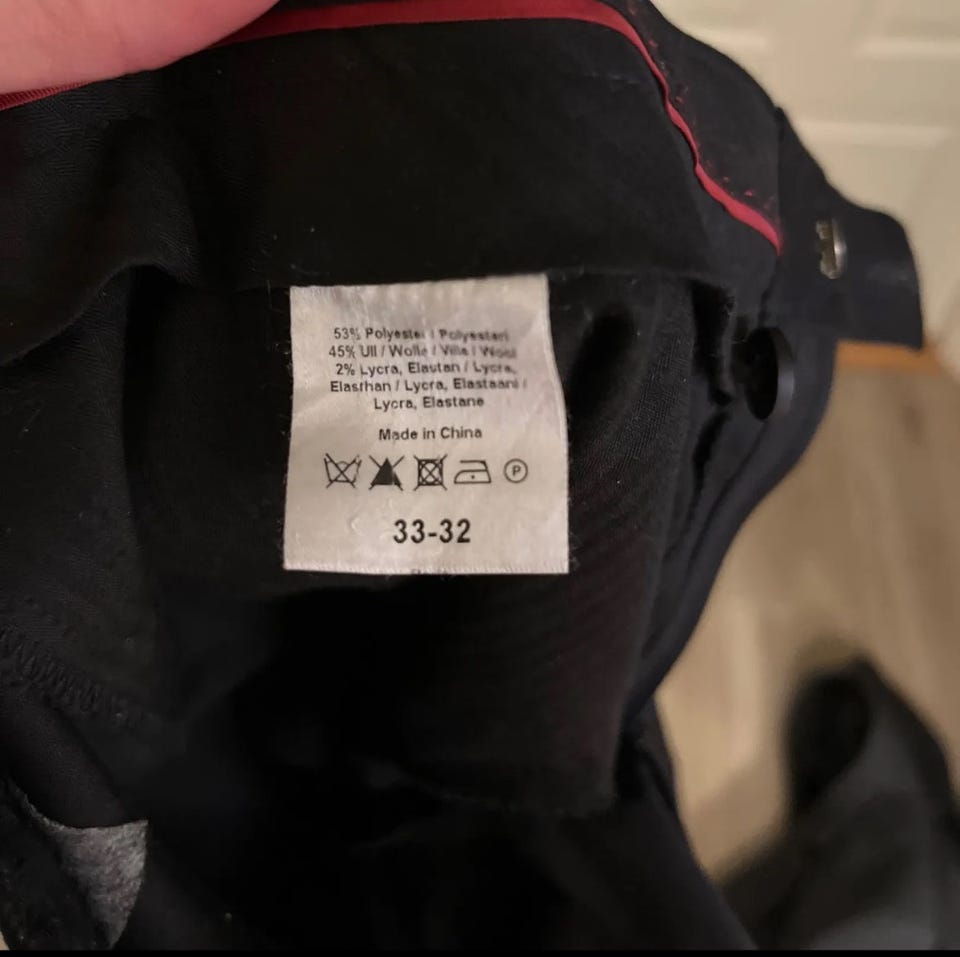 53% Polyester / Polyesteri
45% Ull / Wolle / Villa / Wool
2% Lycra, Elastan / Lycra,
Elasthan / Lycra, Elastaani /
Lycra, Elastane
Made in China
P
33-32